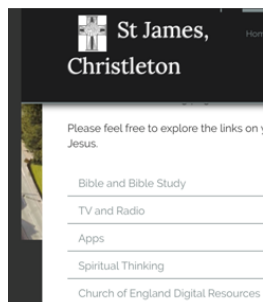 St James,
Hom
Christleton
Please feel free to explore the links on y
Jesus.
Bible and Bible Study
TV and Radio
Apps
Spiritual Thinking
Church of England Digital Resources